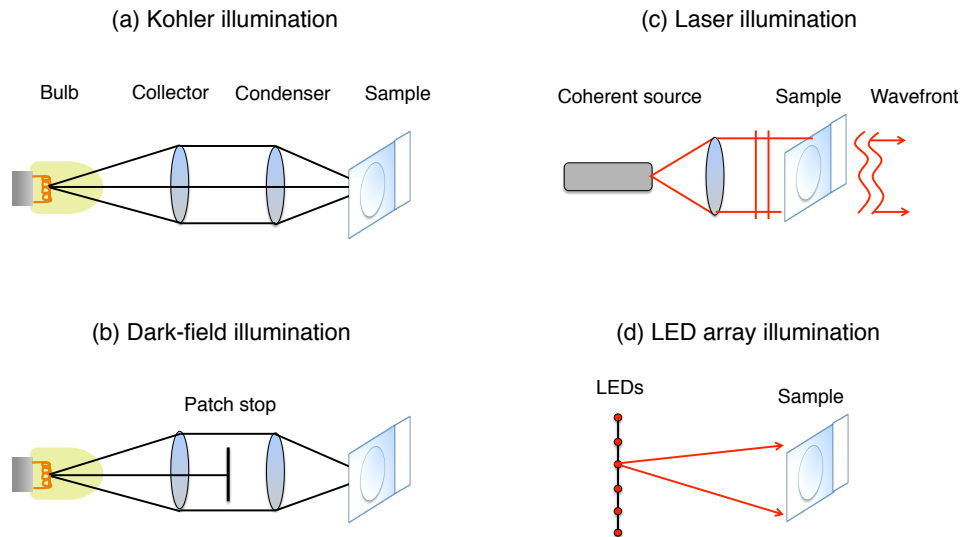 (a) Kohler illumination
Bulb
Collector
Condenser
Sample
(c) Laser illumination
Coherent source
Sample
Wavefront
(b) Dark-field illumination
Patch stop
(d) LED array illumination
LEDs
Sample